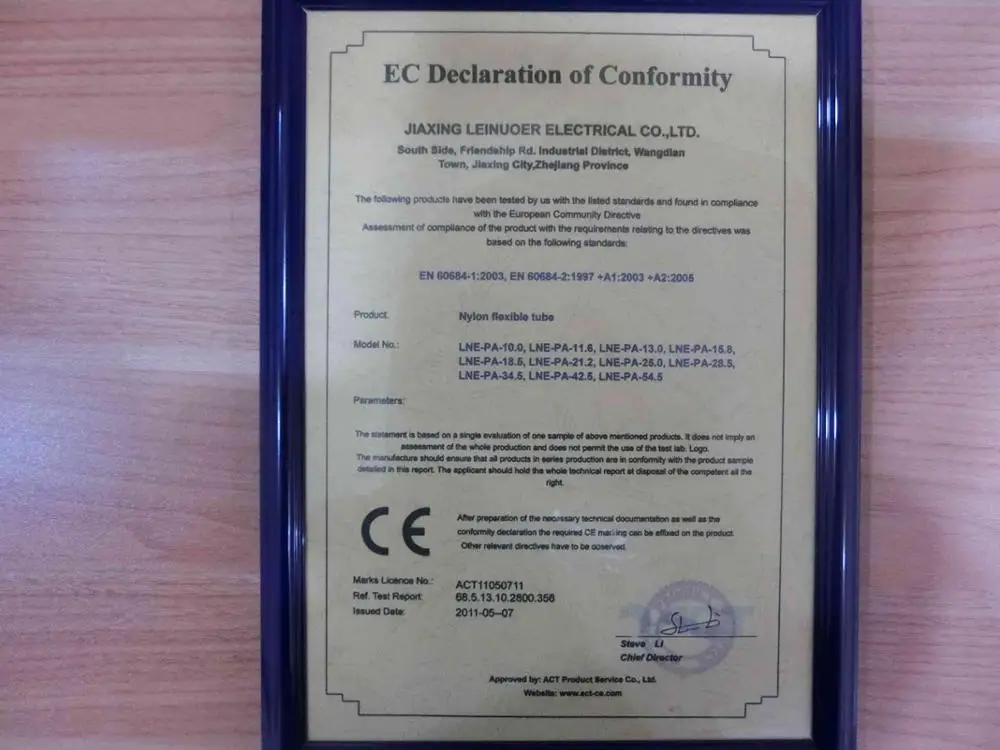 EC Declaration of Conformity
JIAXING LEINUOER ELECTRICAL CO.,LTD.
South Side, Friendship Rd. Industrial District, Wangdian
Town, Jiaxing City,Zhejiang Province
The following products have been tested by us with the listed standards and found in compliance
with the European Community Directive
Assessment of compliance of the product with the requirements relating to the directives was
based on the following standards:
EN 60684-1:2003, EN 60684-2:1997 +A1:2003 +A2:2005
Product: Nylon flexible tube
Model No.: LNE-PA-10.0, LNE-PA-11.6, LNE-PA-13.0, LNE-PA-15.8,
LNE-PA-18.5, LNE-PA-21.2, LNE-PA-25.0, LNE-PA-28.5,
LNE-PA-34.5, LNE-PA-42.5, LNE-PA-54.5
Parameters:
The statement is based on a single evaluation of one sample of above mentioned products. It does not imply an
assessment of the whole production and does not permit the use of the test lab. Logo.
The manufacture should ensure that all products in series production are in conformity with the product sample
detailed in this report. The applicant should hold the whole technical report at disposal of the competent all the
right.
CE
After preparation of the necessary technical documentation as well as the
conformity declaration the required CE marking can be affixed on the product.
Other relevant directives have to be observed.
Marks Licence No.: ACT11050711
Ref. Test Report: 68.5.13.10.2800.356
Issued Date: 2011-05--07
Steve Li
Chief Director
Approved by: ACT Product Service Co., Ltd.
Website: www.ect-ce.com